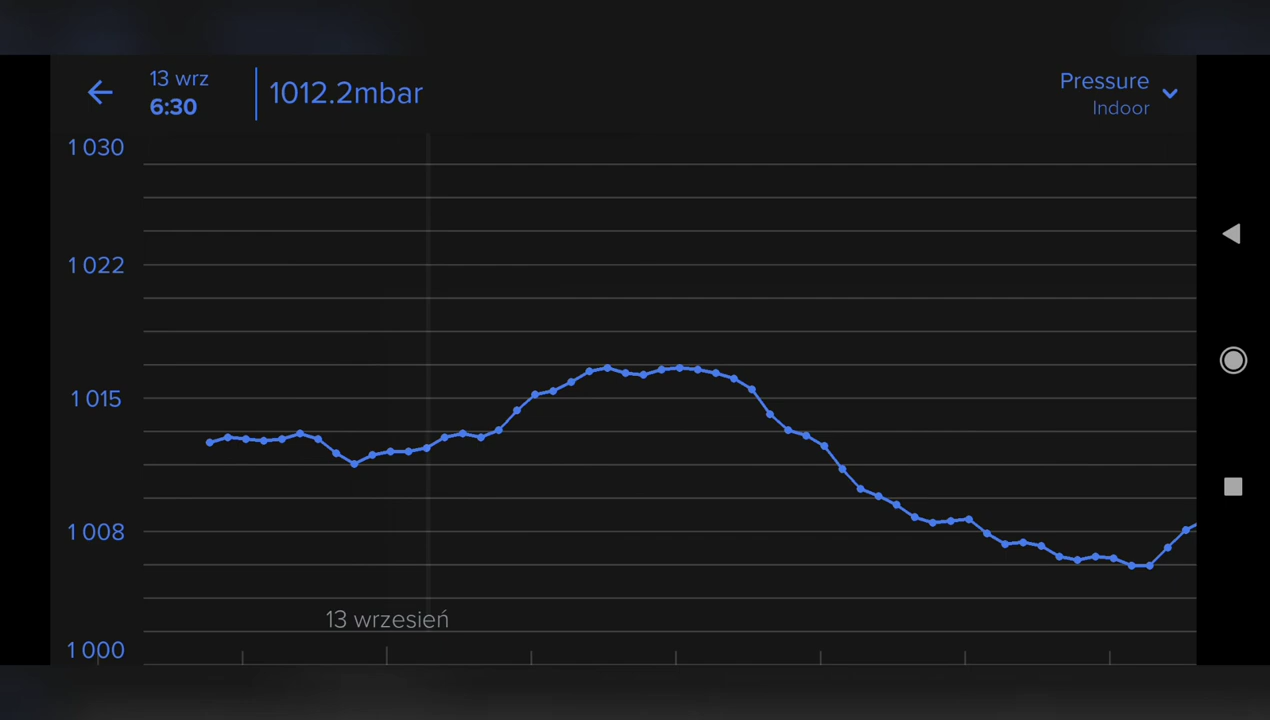 13 wrz
6:30
1012.2mbar
Pressure
Indoor
1 030
1 022
1 015
1 008
1 000
13 wrzesień